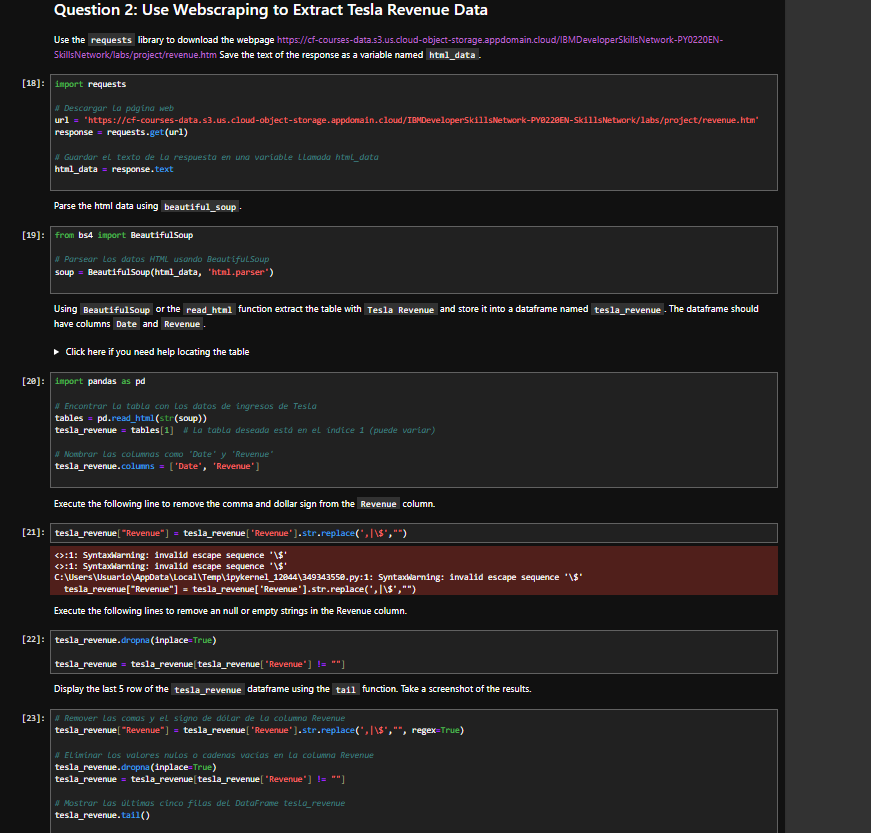 Question 2: Use Webscraping to Extract Tesla Revenue Data
Use the requests library to download the webpage https://cf-courses-data.s3.us.cloud-object-storage.appdomain.cloud/IBMDeveloperSkillsNetwork-PY0220EN-
SkillsNetwork/labs/project/revenue.htm Save the text of the response as a variable named html_data.
[18]: import requests
# Descargar la página web
url = 'https://cf-courses-data.s3.us.cloud-object-storage.appdomain.cloud/IBMDeveloperSkillsNetwork-PY0220EN-SkillsNetwork/labs/project/revenue.htm'
response = requests.get(url)
# Guardar el texto de la respuesta en una variable llamada html_data
html_data = response.text
Parse the html data using beautiful_soup.
[19]: from bs4 import BeautifulSoup
# Parsear los datos HTML usando BeautifulSoup
soup = BeautifulSoup(html_data, 'html.parser')
Using BeautifulSoup or the read_html function extract the table with Tesla Revenue and store it into a dataframe named tesla_revenue. The dataframe should
have columns Date and Revenue.
▶ Click here if you need help locating the table
[20]: import pandas as pd
# Encontrar la tabla con los datos de ingresos de Tesla
tables = pd.read_html(str(soup))
tesla_revenue = tables[1] # La tabla deseada está en el índice 1 (puede variar)
# Nombrar las columnas como 'Date' y 'Revenue'
tesla_revenue.columns = ['Date', 'Revenue']
Execute the following line to remove the comma and dollar sign from the Revenue column.
[21]: tesla_revenue["Revenue"] = tesla_revenue['Revenue'].str.replace(',|\$',"")
<>:1: SyntaxWarning: invalid escape sequence '\$'
<>:1: SyntaxWarning: invalid escape sequence '\$'
C:\Users\Usuario\AppData\Local\Temp\ipykernel_12044\349343550.py:1: SyntaxWarning: invalid escape sequence '\$'
tesla_revenue["Revenue"] = tesla_revenue['Revenue'].str.replace(',|\$',"")
Execute the following lines to remove an null or empty strings in the Revenue column.
[22]: tesla_revenue.dropna(inplace=True)
tesla_revenue = tesla_revenue[tesla_revenue['Revenue'] != ""]
Display the last 5 row of the tesla_revenue dataframe using the tail function. Take a screenshot of the results.
[23]: # Remover las comas y el signo de dólar de la columna Revenue
tesla_revenue["Revenue"] = tesla_revenue['Revenue'].str.replace(',|\$',"", regex=True)
# Eliminar los valores nulos o cadenas vacías en la columna Revenue
tesla_revenue.dropna(inplace=True)
tesla_revenue = tesla_revenue[tesla_revenue['Revenue'] != ""]
# Mostrar las últimas cinco filas del DataFrame tesla_revenue
tesla_revenue.tail()